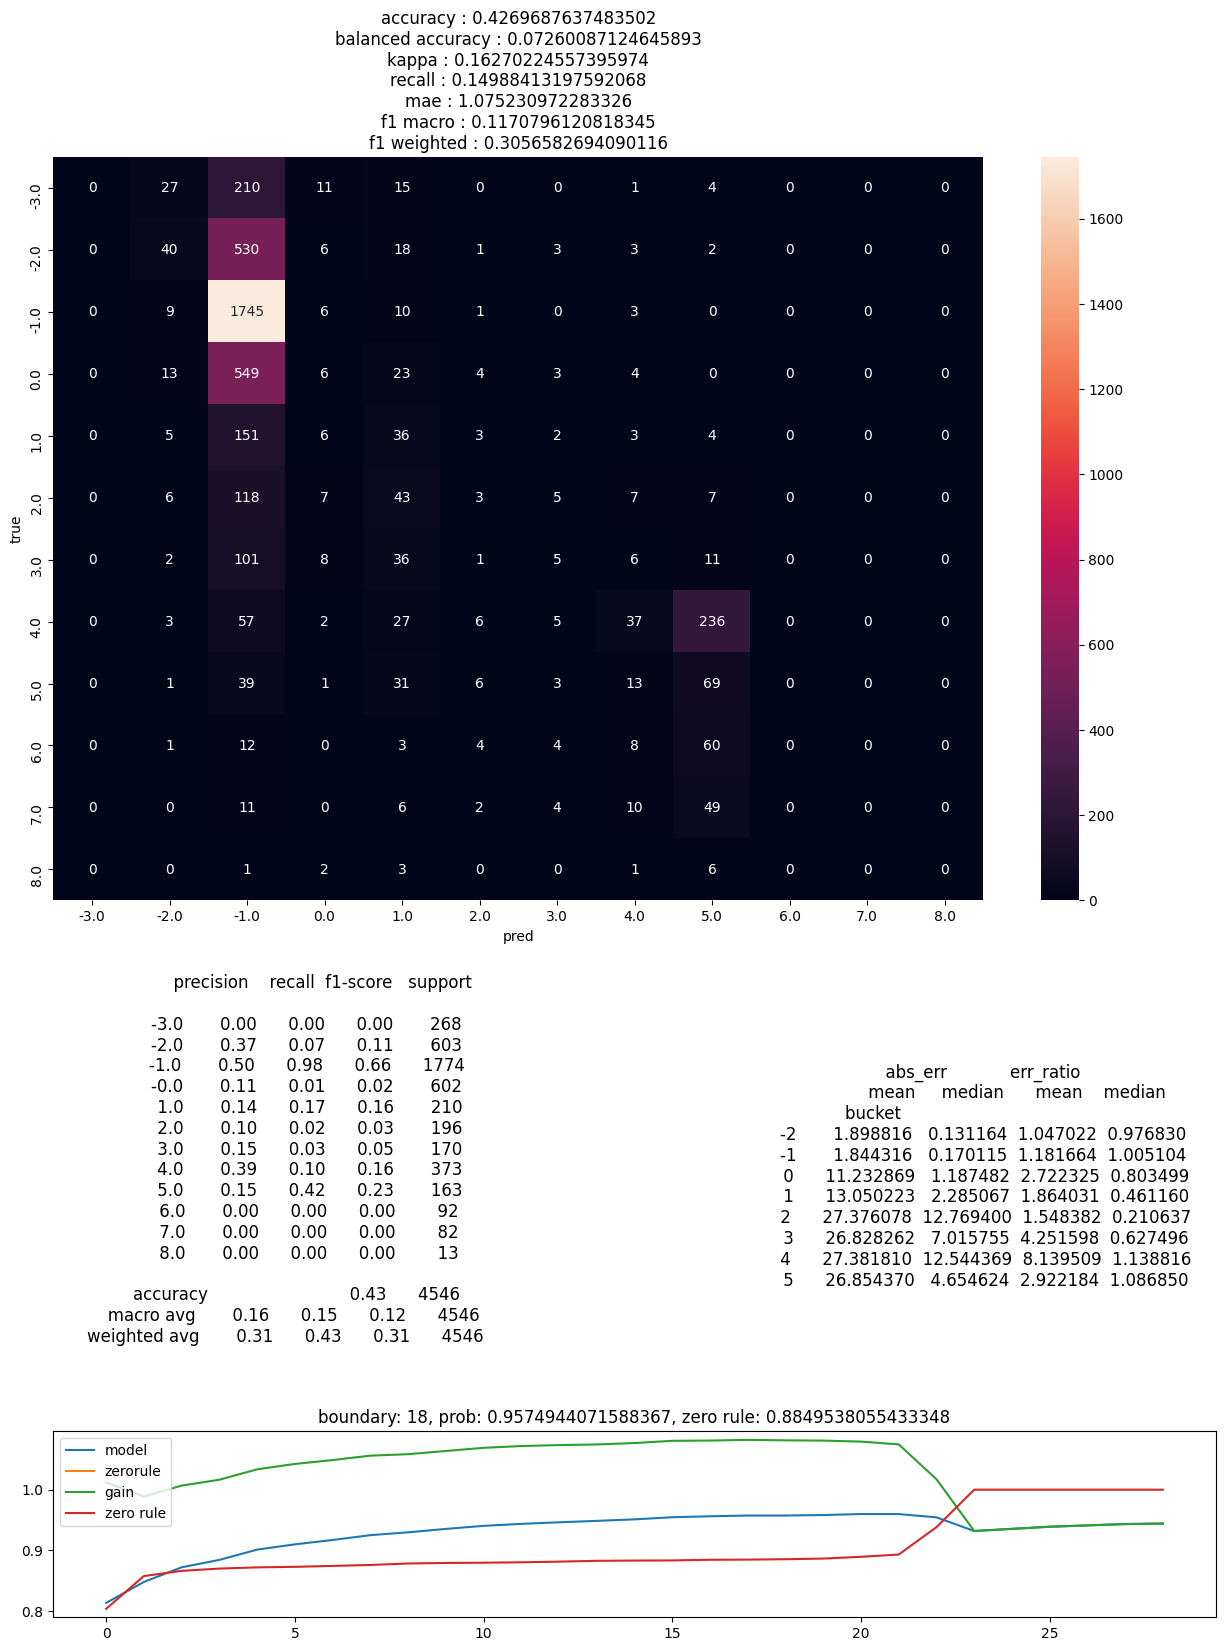 accuracy : 0.4269687637483502
balanced accuracy : 0.07260087124645893
kappa : 0.16270224557395974
recall : 0.14988413197592068
mae : 1.075230972283326
f1 macro : 0.1170796120818345
f1 weighted : 0.3056582694090116
-3.0 0 27 210 11 15 0 0 1 4 0 0 0
-2.0 0 40 530 6 18 1 3 3 2 0 0 0
-1.0 0 9 1745 6 10 1 0 3 0 0 0 0
0.0 0 13 549 6 23 4 3 4 0 0 0 0
1.0 0 5 151 6 36 3 2 3 4 0 0 0
2.0 0 6 118 7 43 3 5 7 7 0 0 0
3.0 0 2 101 8 36 1 5 6 11 0 0 0
4.0 0 3 57 2 27 6 5 37 236 0 0 0
5.0 0 1 39 1 31 6 3 13 69 0 0 0
6.0 0 1 12 0 3 4 4 8 60 0 0 0
7.0 0 0 11 0 6 2 4 10 49 0 0 0
8.0 0 0 1 2 3 0 0 1 6 0 0 0
true
-3.0 -2.0 -1.0 0.0 1.0 2.0 3.0 4.0 5.0 6.0 7.0 8.0
pred
1600
1400
1200
1000
800
600
400
200
0
precision recall f1-score support
-3.0 0.00 0.00 0.00 268
-2.0 0.37 0.07 0.11 603
-1.0 0.50 0.98 0.66 1774
-0.0 0.11 0.01 0.02 602
1.0 0.14 0.17 0.16 210
2.0 0.10 0.02 0.03 196
3.0 0.15 0.03 0.05 170
4.0 0.39 0.10 0.16 373
5.0 0.15 0.42 0.23 163
6.0 0.00 0.00 0.00 92
7.0 0.00 0.00 0.00 82
8.0 0.00 0.00 0.00 13
accuracy 0.43 4546
macro avg 0.16 0.15 0.12 4546
weighted avg 0.31 0.43 0.31 4546
abs_err err_ratio
mean median mean median
bucket
-2 1.898816 0.131164 1.047022 0.976830
-1 1.844316 0.170115 1.181664 1.005104
0 11.232869 1.187482 2.722325 0.803499
1 13.050223 2.285067 1.864031 0.461160
2 27.376078 12.769400 1.548382 0.210637
3 26.828262 7.015755 4.251598 0.627496
4 27.381810 12.544369 8.139509 1.138816
5 26.854370 4.654624 2.922184 1.086850
boundary: 18, prob: 0.9574944071588367, zero rule: 0.8849538055433348
model
zerorule
gain
zero rule
1.0
0.9
0.8
0 5 10 15 20 25